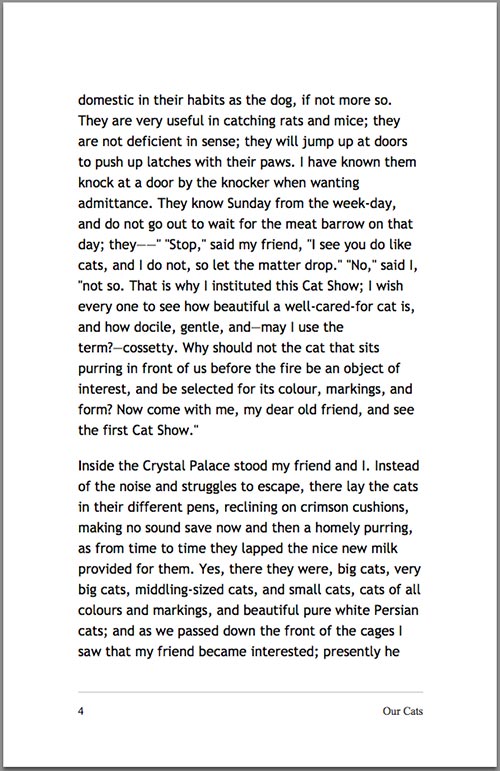 domestic in their habits as the dog, if not more so.
They are very useful in catching rats and mice; they
are not deficient in sense; they will jump up at doors
to push up latches with their paws. I have known them
knock at a door by the knocker when wanting
admittance. They know Sunday from the week-day,
and do not go out to wait for the meat barrow on that
day; they——" "Stop," said my friend, "I see you do like
cats, and I do not, so let the matter drop." "No," said I,
"not so. That is why I instituted this Cat Show; I wish
every one to see how beautiful a well-cared-for cat is,
and how docile, gentle, and—may I use the
term?—cossetty. Why should not the cat that sits
purring in front of us before the fire be an object of
interest, and be selected for its colour, markings, and
form? Now come with me, my dear old friend, and see
the first Cat Show."
Inside the Crystal Palace stood my friend and I. Instead
of the noise and struggles to escape, there lay the cats
in their different pens, reclining on crimson cushions,
making no sound save now and then a homely purring,
as from time to time they lapped the nice new milk
provided for them. Yes, there they were, big cats, very
big cats, middling-sized cats, and small cats, cats of all
colours and markings, and beautiful pure white Persian
cats; and as we passed down the front of the cages I
saw that my friend became interested; presently he
4 Our Cats